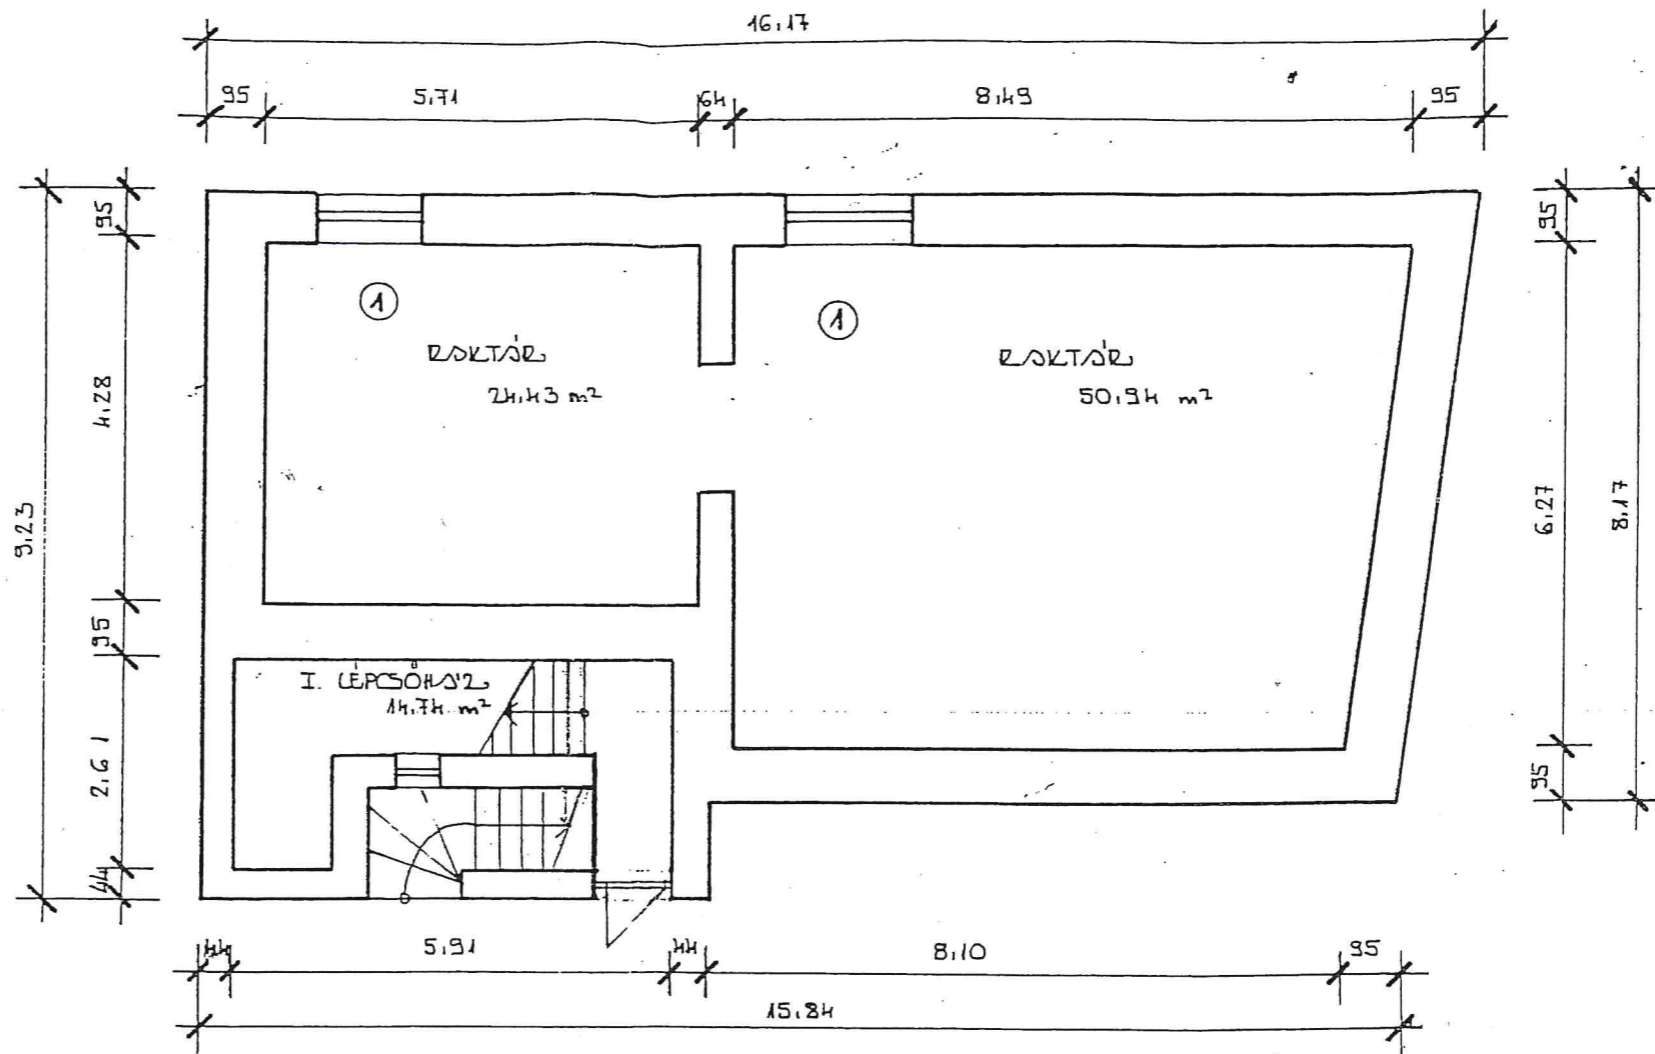 16,17
95 5,71 64 8,49 95
95
4,28
9,23
95
2,61
44
95
6,27
8,17
95
1
RAKTÁR
24,43 m²
1
RAKTÁR
50,94 m²
I. LÉPCSŐHÁZ
14,74 m²
44 5,91 44 8,10 95
15,84